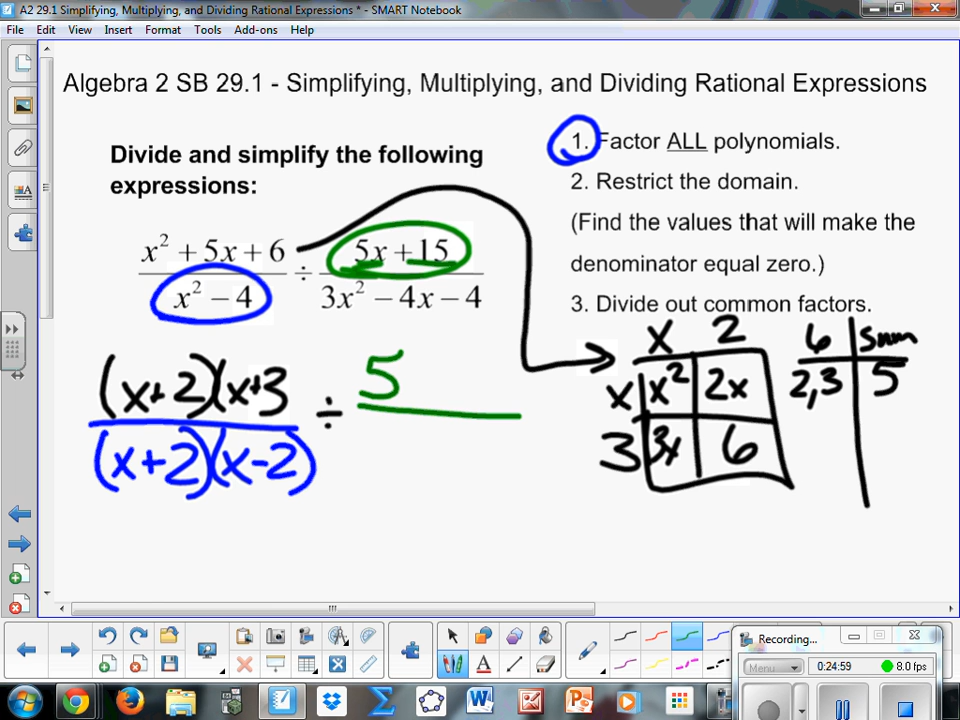 A2 29.1 Simplifying, Multiplying, and Dividing Rational Expressions * - SMART Notebook
File Edit View Insert Format Tools Add-ons Help
Algebra 2 SB 29.1 - Simplifying, Multiplying, and Dividing Rational Expressions
Divide and simplify the following
expressions:
x² + 5x + 6 ÷ 5x + 15
x² − 4 3x² − 4x − 4
1. Factor ALL polynomials.
2. Restrict the domain.
(Find the values that will make the
denominator equal zero.)
3. Divide out common factors.
(x+2)(x+3 ÷ 5
(x+2)(x-2)
x 2
x x² 2x
3 3x 6
6 Sum
2,3 5
Recording...
Menu 0:24:59 8.0 fps